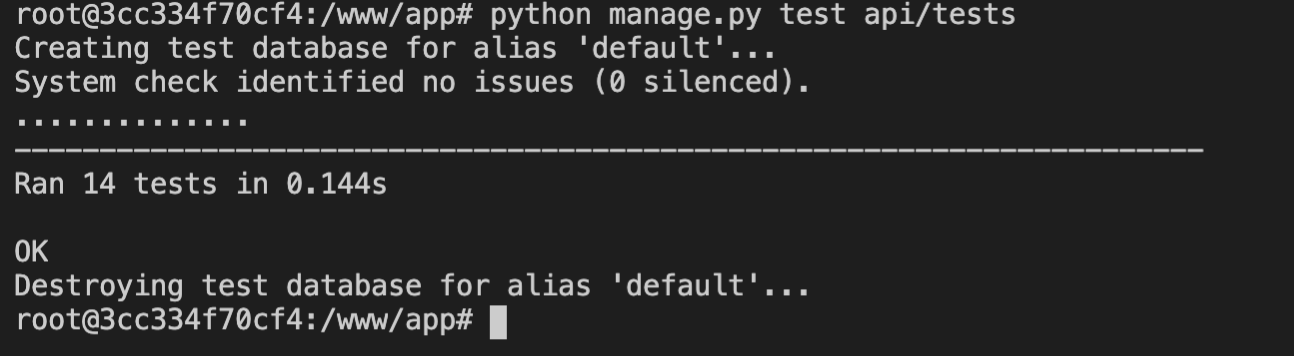 root@3cc334f70cf4:/www/app# python manage.py test api/tests
Creating test database for alias 'default'...
System check identified no issues (0 silenced).
..............
----------------------------------------------------------------------
Ran 14 tests in 0.144s

OK
Destroying test database for alias 'default'...
root@3cc334f70cf4:/www/app#